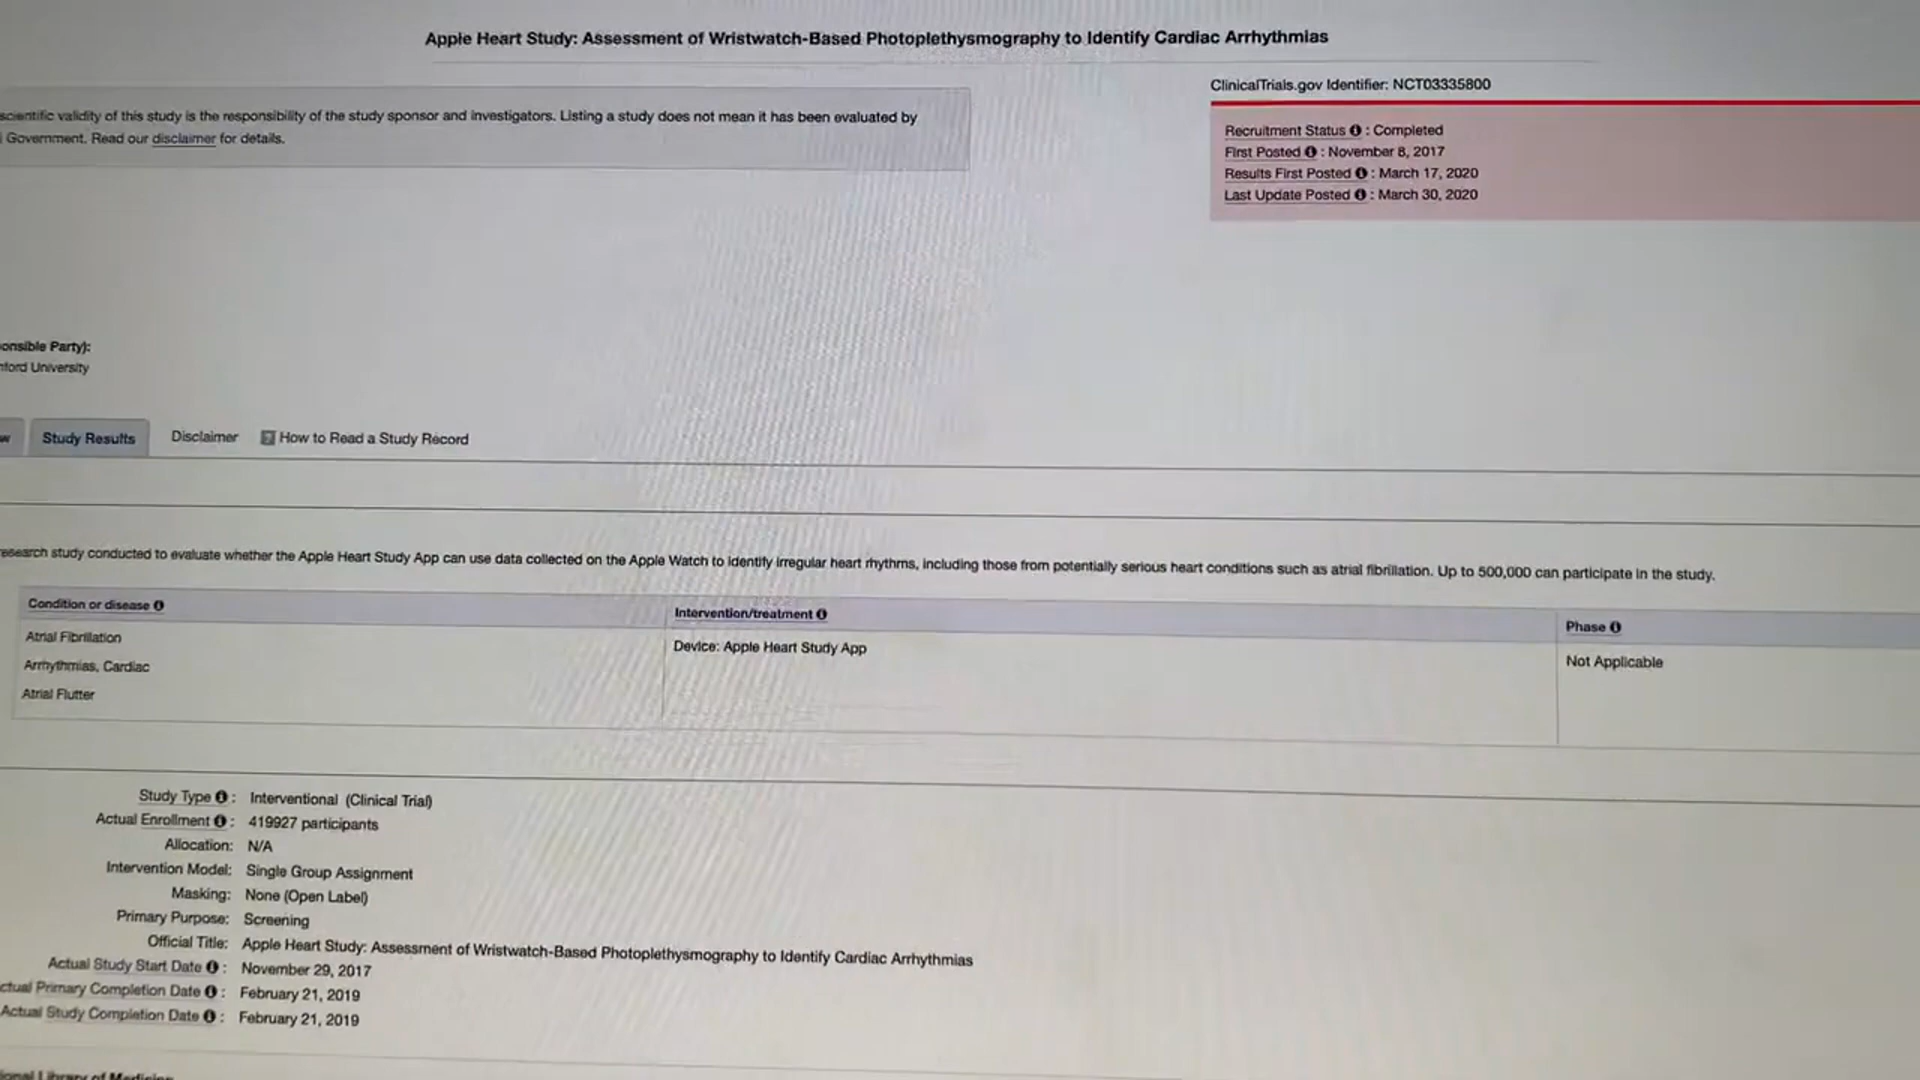 Apple Heart Study: Assessment of Wristwatch-Based Photoplethysmography to Identify Cardiac Arrhythmias
ClinicalTrials.gov Identifier: NCT03335800
scientific validity of this study is the responsibility of the study sponsor and investigators. Listing a study does not mean it has been evaluated by
Government. Read our disclaimer for details.
Recruitment Status : Completed
First Posted : November 8, 2017
Results First Posted : March 17, 2020
Last Update Posted : March 30, 2020
onsible Party):
nford University
w Study Results Disclaimer ? How to Read a Study Record
esearch study conducted to evaluate whether the Apple Heart Study App can use data collected on the Apple Watch to identify irregular heart rhythms, including those from potentially serious heart conditions such as atrial fibrillation. Up to 500,000 can participate in the study.
Condition or disease Intervention/treatment Phase
Atrial Fibrillation Device: Apple Heart Study App Not Applicable
Arrhythmias, Cardiac
Atrial Flutter
Study Type : Interventional (Clinical Trial)
Actual Enrollment : 419927 participants
Allocation: N/A
Intervention Model: Single Group Assignment
Masking: None (Open Label)
Primary Purpose: Screening
Official Title: Apple Heart Study: Assessment of Wristwatch-Based Photoplethysmography to Identify Cardiac Arrhythmias
Actual Study Start Date : November 29, 2017
ctual Primary Completion Date : February 21, 2019
Actual Study Completion Date : February 21, 2019
ional Library of Medicine